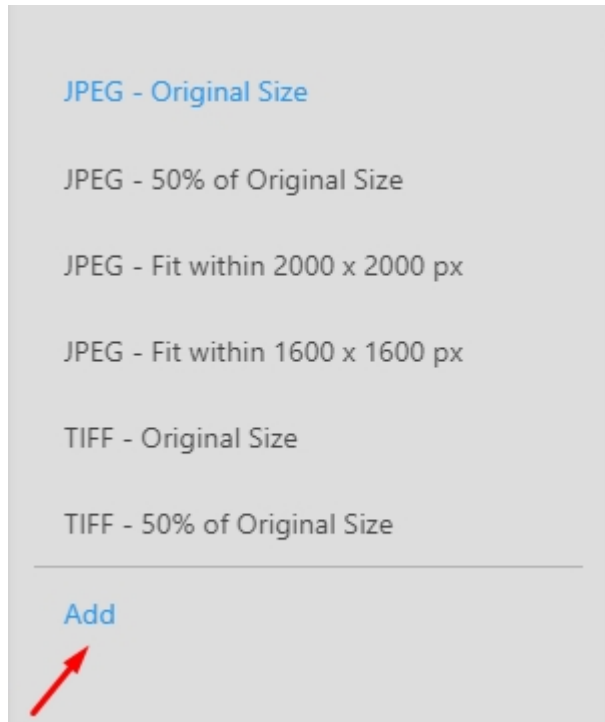 JPEG - Original Size
JPEG - 50% of Original Size
JPEG - Fit within 2000 x 2000 px
JPEG - Fit within 1600 x 1600 px
TIFF - Original Size
TIFF - 50% of Original Size
Add